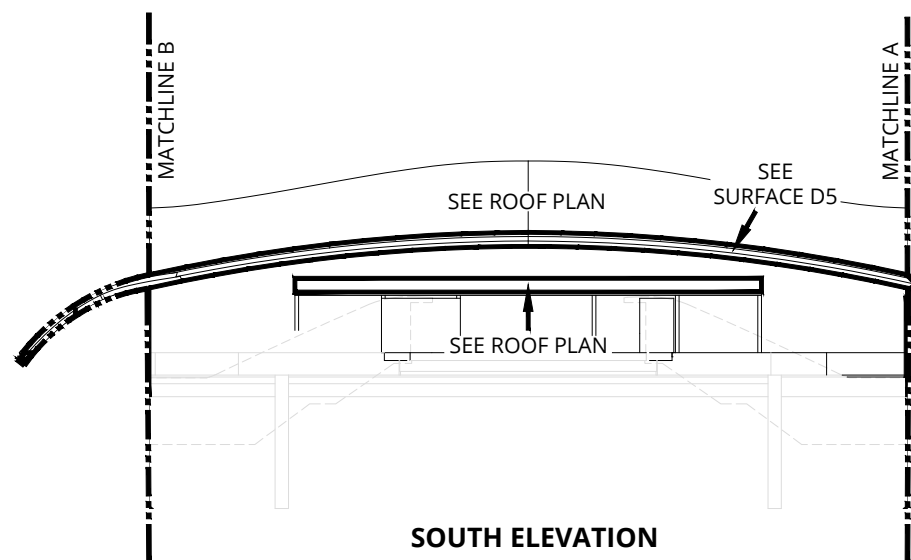 MATCHLINE B
MATCHLINE A
SEE
SURFACE D5
SEE ROOF PLAN
SEE ROOF PLAN
SOUTH ELEVATION